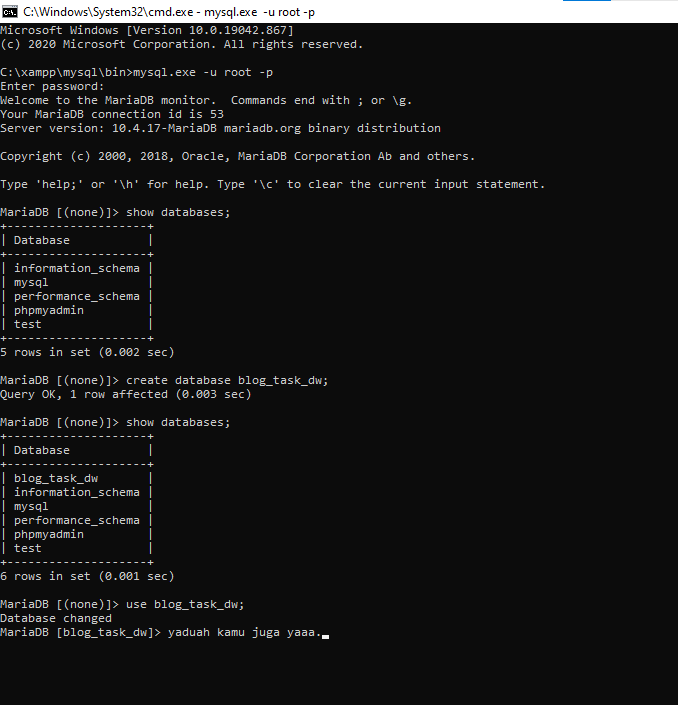 C:\Windows\System32\cmd.exe - mysql.exe -u root -p
Microsoft Windows [Version 10.0.19042.867]
(c) 2020 Microsoft Corporation. All rights reserved.
C:\xampp\mysql\bin>mysql.exe -u root -p
Enter password:
Welcome to the MariaDB monitor.  Commands end with ; or \g.
Your MariaDB connection id is 53
Server version: 10.4.17-MariaDB mariadb.org binary distribution
Copyright (c) 2000, 2018, Oracle, MariaDB Corporation Ab and others.
Type 'help;' or '\h' for help. Type '\c' to clear the current input statement.
MariaDB [(none)]> show databases;
+--------------------+
| Database           |
+--------------------+
| information_schema |
| mysql              |
| performance_schema |
| phpmyadmin         |
| test               |
+--------------------+
5 rows in set (0.002 sec)
MariaDB [(none)]> create database blog_task_dw;
Query OK, 1 row affected (0.003 sec)
MariaDB [(none)]> show databases;
+--------------------+
| Database           |
+--------------------+
| blog_task_dw       |
| information_schema |
| mysql              |
| performance_schema |
| phpmyadmin         |
| test               |
+--------------------+
6 rows in set (0.001 sec)
MariaDB [(none)]> use blog_task_dw;
Database changed
MariaDB [blog_task_dw]> yaduah kamu juga yaaa.